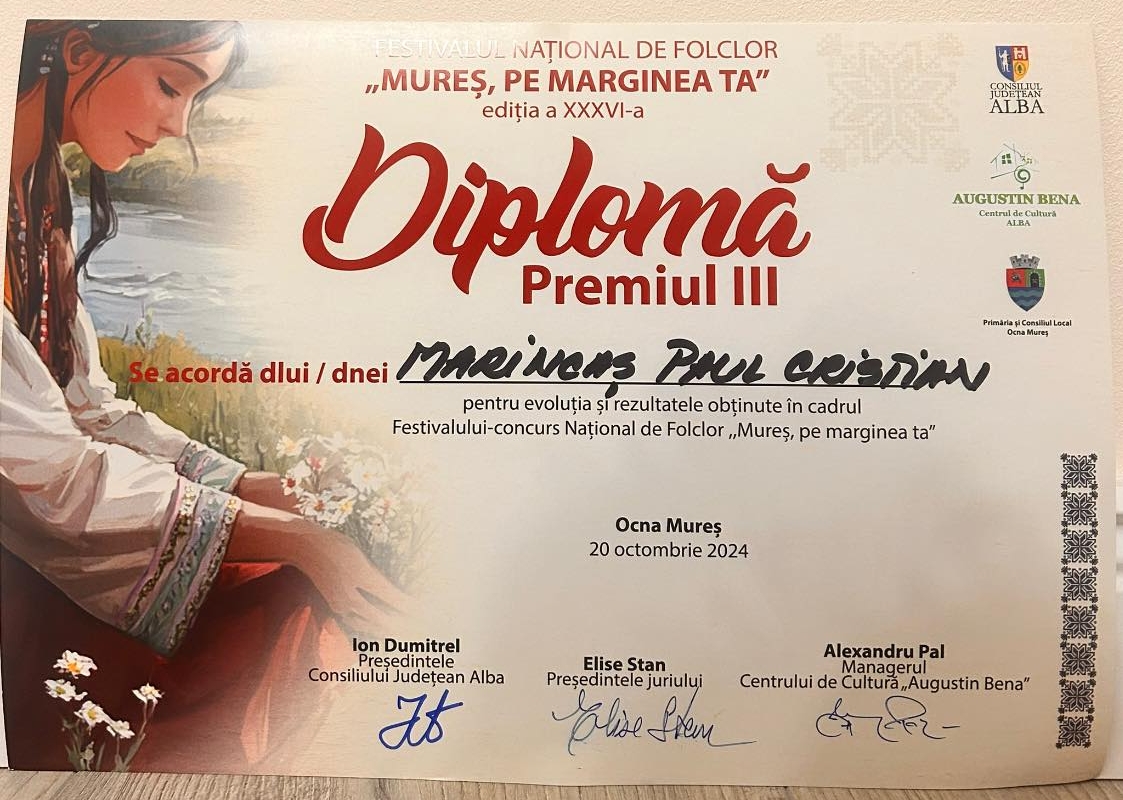 FESTIVALUL NAȚIONAL DE FOLCLOR
„MUREȘ, PE MARGINEA TA”
ediția a XXXVI-a
Diplomă
Premiul III
CONSILIUL
JUDEȚEAN
ALBA
AUGUSTIN BENA
Centrul de Cultură
ALBA
Primăria și Consiliul Local
Ocna Mureș
Se acordă dlui / dnei MARINCAȘ PAUL CRISTIAN
pentru evoluția și rezultatele obținute în cadrul
Festivalului-concurs Național de Folclor „Mureș, pe marginea ta”
Ocna Mureș
20 octombrie 2024
Ion Dumitrel
Președintele
Consiliului Județean Alba
Elise Stan
Președintele juriului
Elise Stan
Alexandru Pal
Managerul
Centrului de Cultură „Augustin Bena”